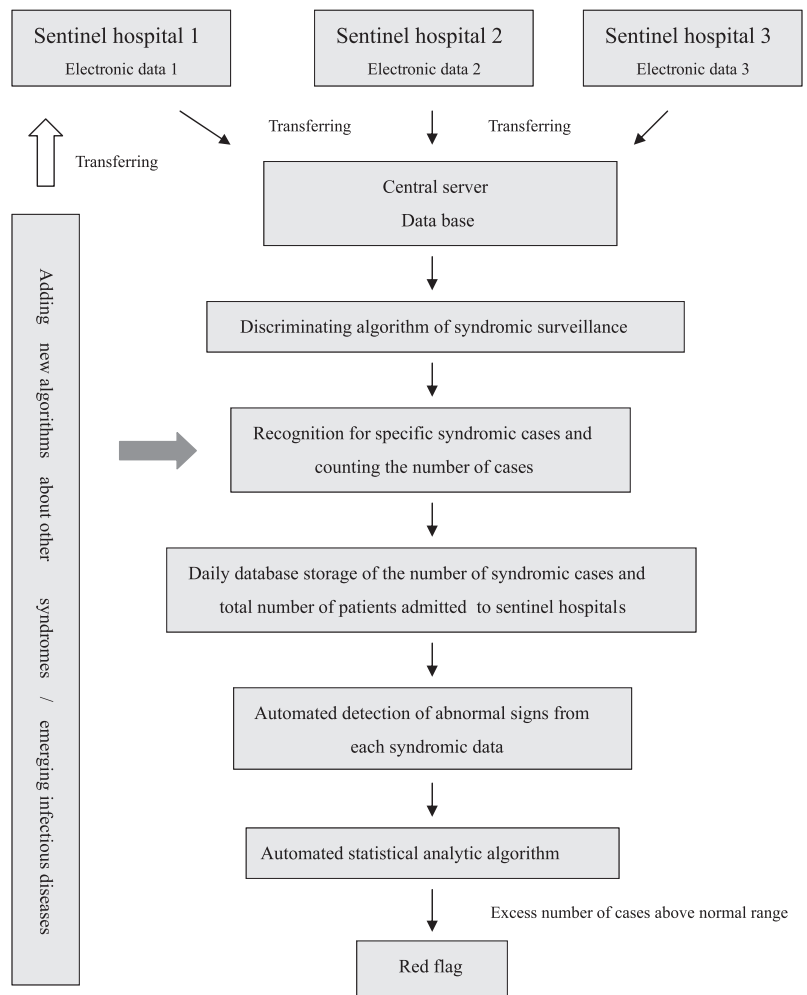 Sentinel hospital 1
Electronic data 1
Sentinel hospital 2
Electronic data 2
Sentinel hospital 3
Electronic data 3
Transferring
Transferring
Transferring
Central server
Data base
Discriminating algorithm of syndromic surveillance
Adding new algorithms about other syndromes / emerging infectious diseases
Recognition for specific syndromic cases and
counting the number of cases
Daily database storage of the number of syndromic cases and
total number of patients admitted to sentinel hospitals
Automated detection of abnormal signs from
each syndromic data
Automated statistical analytic algorithm
Excess number of cases above normal range
Red flag